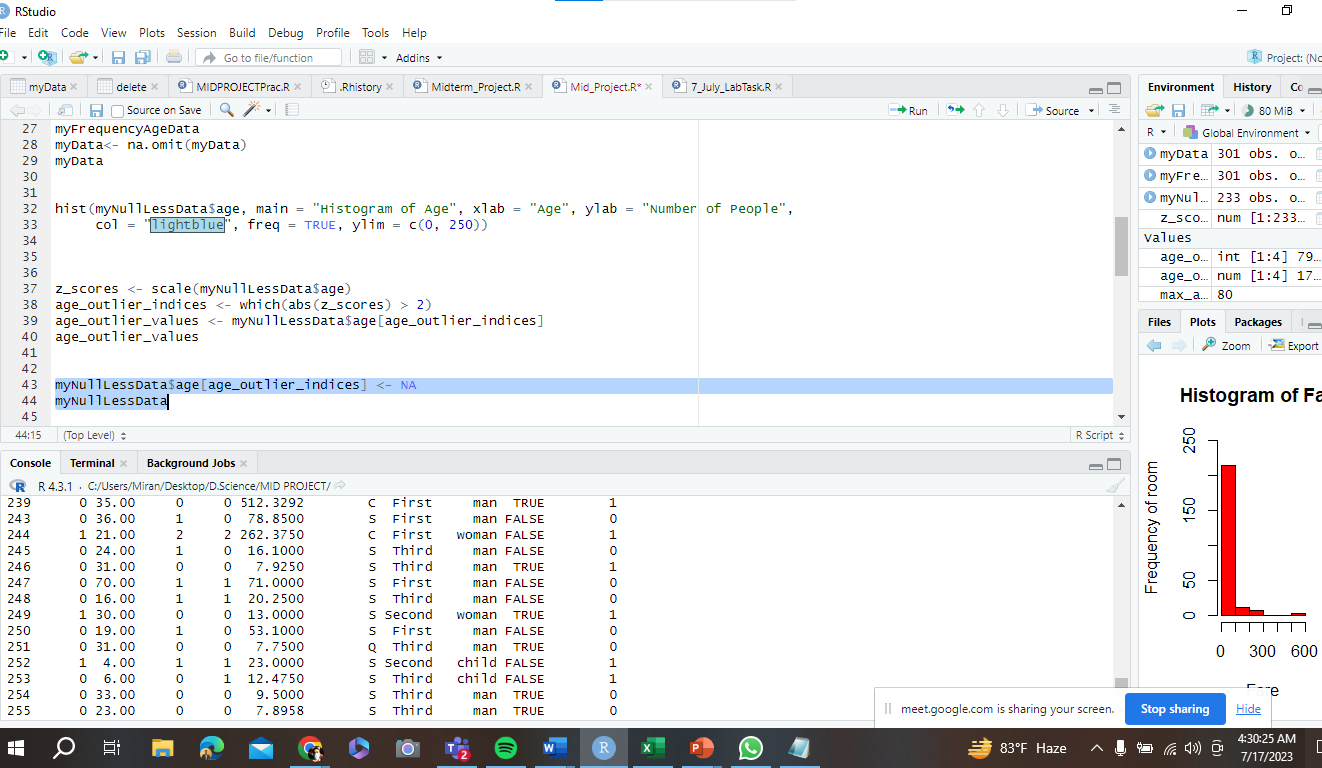 RStudio
File Edit Code View Plots Session Build Debug Profile Tools Help
Go to file/function Addins Project: (No
myData delete MIDPROJECTPrac.R .Rhistory Midterm_Project.R Mid_Project.R* 7_July_LabTask.R
Source on Save Run Source
27 myFrequencyAgeData
28 myData<- na.omit(myData)
29 myData
30
31
32 hist(myNullLessData$age, main = "Histogram of Age", xlab = "Age", ylab = "Number of People",
33 col = "lightblue", freq = TRUE, ylim = c(0, 250))
34
35
36
37 z_scores <- scale(myNullLessData$age)
38 age_outlier_indices <- which(abs(z_scores) > 2)
39 age_outlier_values <- myNullLessData$age[age_outlier_indices]
40 age_outlier_values
41
42
43 myNullLessData$age[age_outlier_indices] <- NA
44 myNullLessData
45
44:15 (Top Level) R Script
Console Terminal Background Jobs
R 4.3.1 · C:/Users/Miran/Desktop/D.Science/MID PROJECT/
239 0 35.00 0 0 512.3292 C First man TRUE 1
243 0 36.00 1 0 78.8500 S First man FALSE 0
244 1 21.00 2 2 262.3750 C First woman FALSE 1
245 0 24.00 1 0 16.1000 S Third man FALSE 0
246 0 31.00 0 0 7.9250 S Third man TRUE 1
247 0 70.00 1 1 71.0000 S First man FALSE 0
248 0 16.00 1 1 20.2500 S Third man FALSE 0
249 1 30.00 0 0 13.0000 S Second woman TRUE 1
250 0 19.00 1 0 53.1000 S First man FALSE 0
251 0 31.00 0 0 7.7500 Q Third man TRUE 0
252 1 4.00 1 1 23.0000 S Second child FALSE 1
253 0 6.00 0 1 12.4750 S Third child FALSE 1
254 0 33.00 0 0 9.5000 S Third man TRUE 0
255 0 23.00 0 0 7.8958 S Third man TRUE 0
Environment History Co
80 MiB
R Global Environment
myData 301 obs. o…
myFre… 301 obs. o…
myNul… 233 obs. o…
z_sco… num [1:233…
Values
age_o… int [1:4] 79…
age_o… num [1:4] 17…
max_a… 80
Files Plots Packages
Zoom Export
Histogram of Fa
Frequency of room
0 50 150 250
0 300 600
Fare
meet.google.com is sharing your screen. Stop sharing Hide
2
83°F Haze
4:30:25 AM
7/17/2023